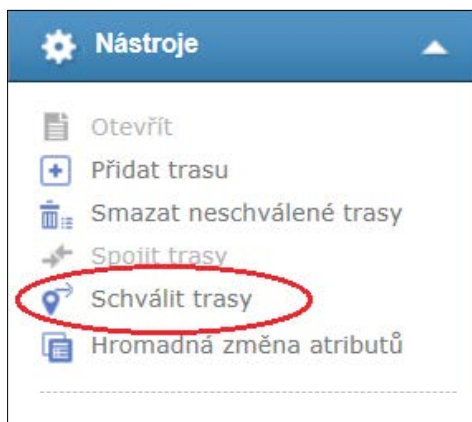 Nástroje
Otevřít
Přidat trasu
Smazat neschválené trasy
Spojit trasy
Schválit trasy
Hromadná změna atributů